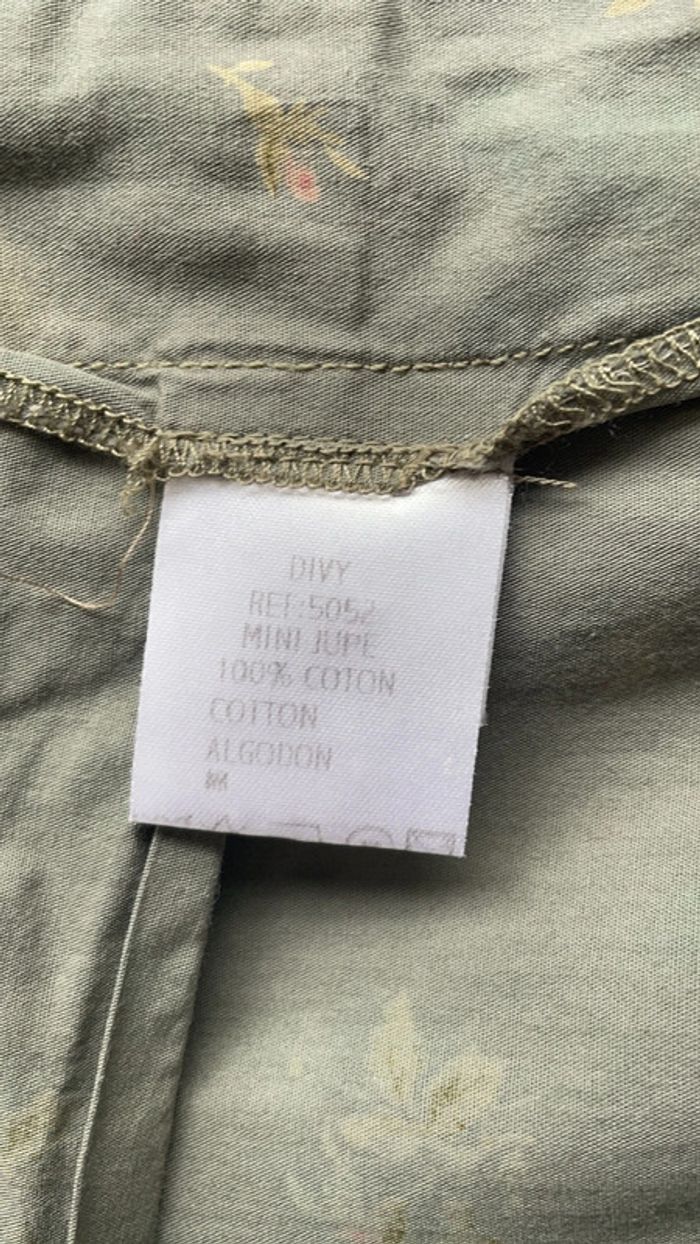 DIVY
REF:5052
MINI JUPE
100% COTON
COTTON
ALGODON